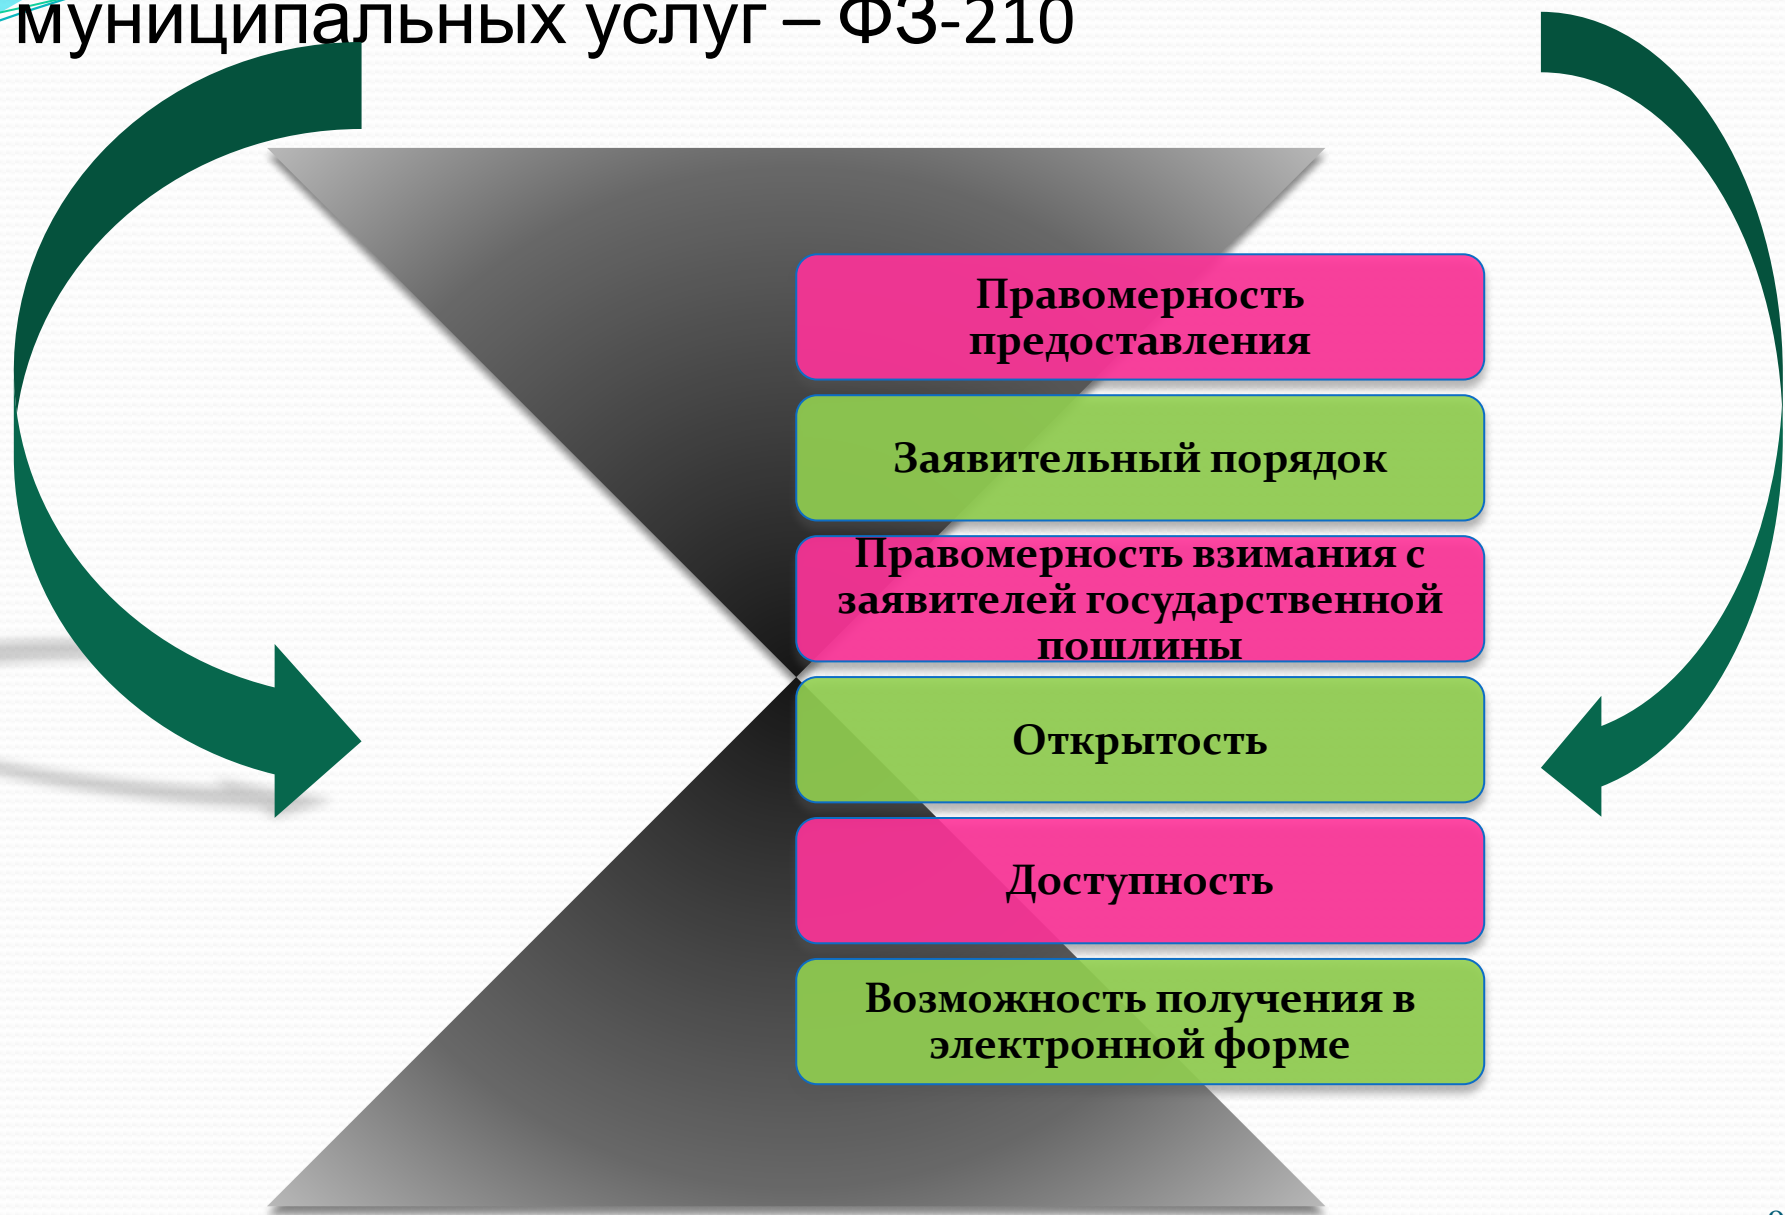 муниципальных услуг – ФЗ-210
Правомерность
предоставления
Заявительный порядок
Правомерность взимания с
заявителей государственной
пошлины
Открытость
Доступность
Возможность получения в
электронной форме